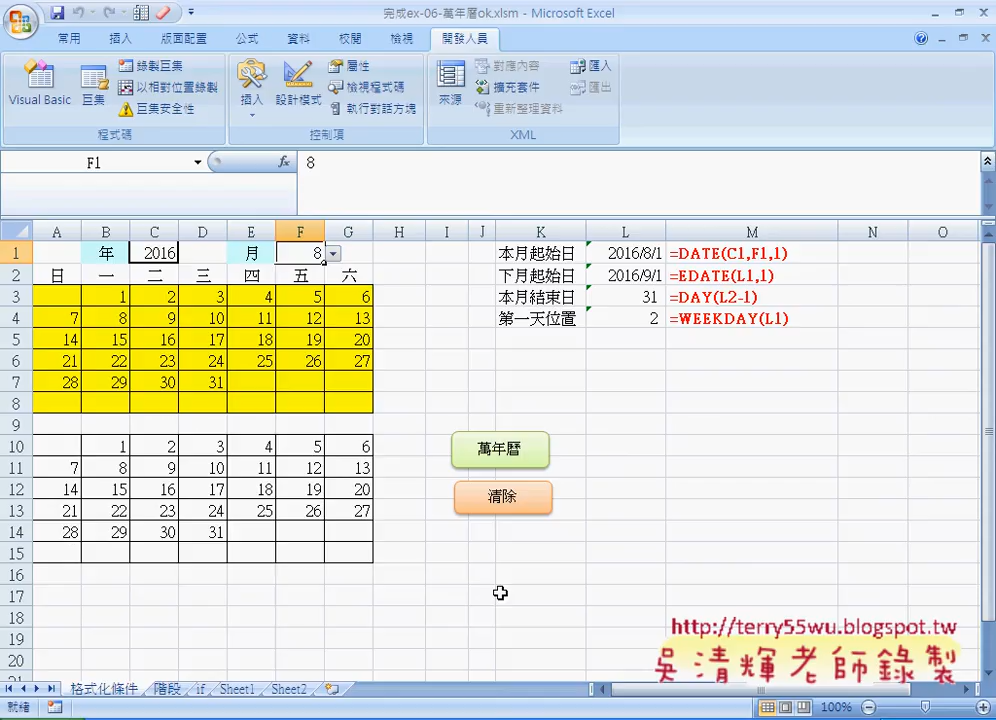 完成ex-06-萬年曆ok.xlsm - Microsoft Excel
常用 插入 版面配置 公式 資料 校閱 檢視 開發人員
Visual Basic 巨集 錄製巨集 以相對位置錄製 巨集安全性 程式碼
插入 設計模式 屬性 檢視程式碼 執行對話方塊 控制項
來源 對應內容 擴充套件 重新整理資料 匯入 匯出 XML
F1 fx 8
A B C D E F G H I J K L M N O
1 年 2016 月 8 本月起始日 2016/8/1 =DATE(C1,F1,1)
2 日 一 二 三 四 五 六 下月起始日 2016/9/1 =EDATE(L1,1)
3 1 2 3 4 5 6 本月結束日 31 =DAY(L2-1)
4 7 8 9 10 11 12 13 第一天位置 2 =WEEKDAY(L1)
5 14 15 16 17 18 19 20
6 21 22 23 24 25 26 27
7 28 29 30 31
8
9
10 1 2 3 4 5 6 萬年曆
11 7 8 9 10 11 12 13
12 14 15 16 17 18 19 20 清除
13 21 22 23 24 25 26 27
14 28 29 30 31
15
16
17
18
19
20
http://terry55wu.blogspot.tw
吳清輝老師錄製
格式化條件 階段 if Sheet1 Sheet2
就緒 100%